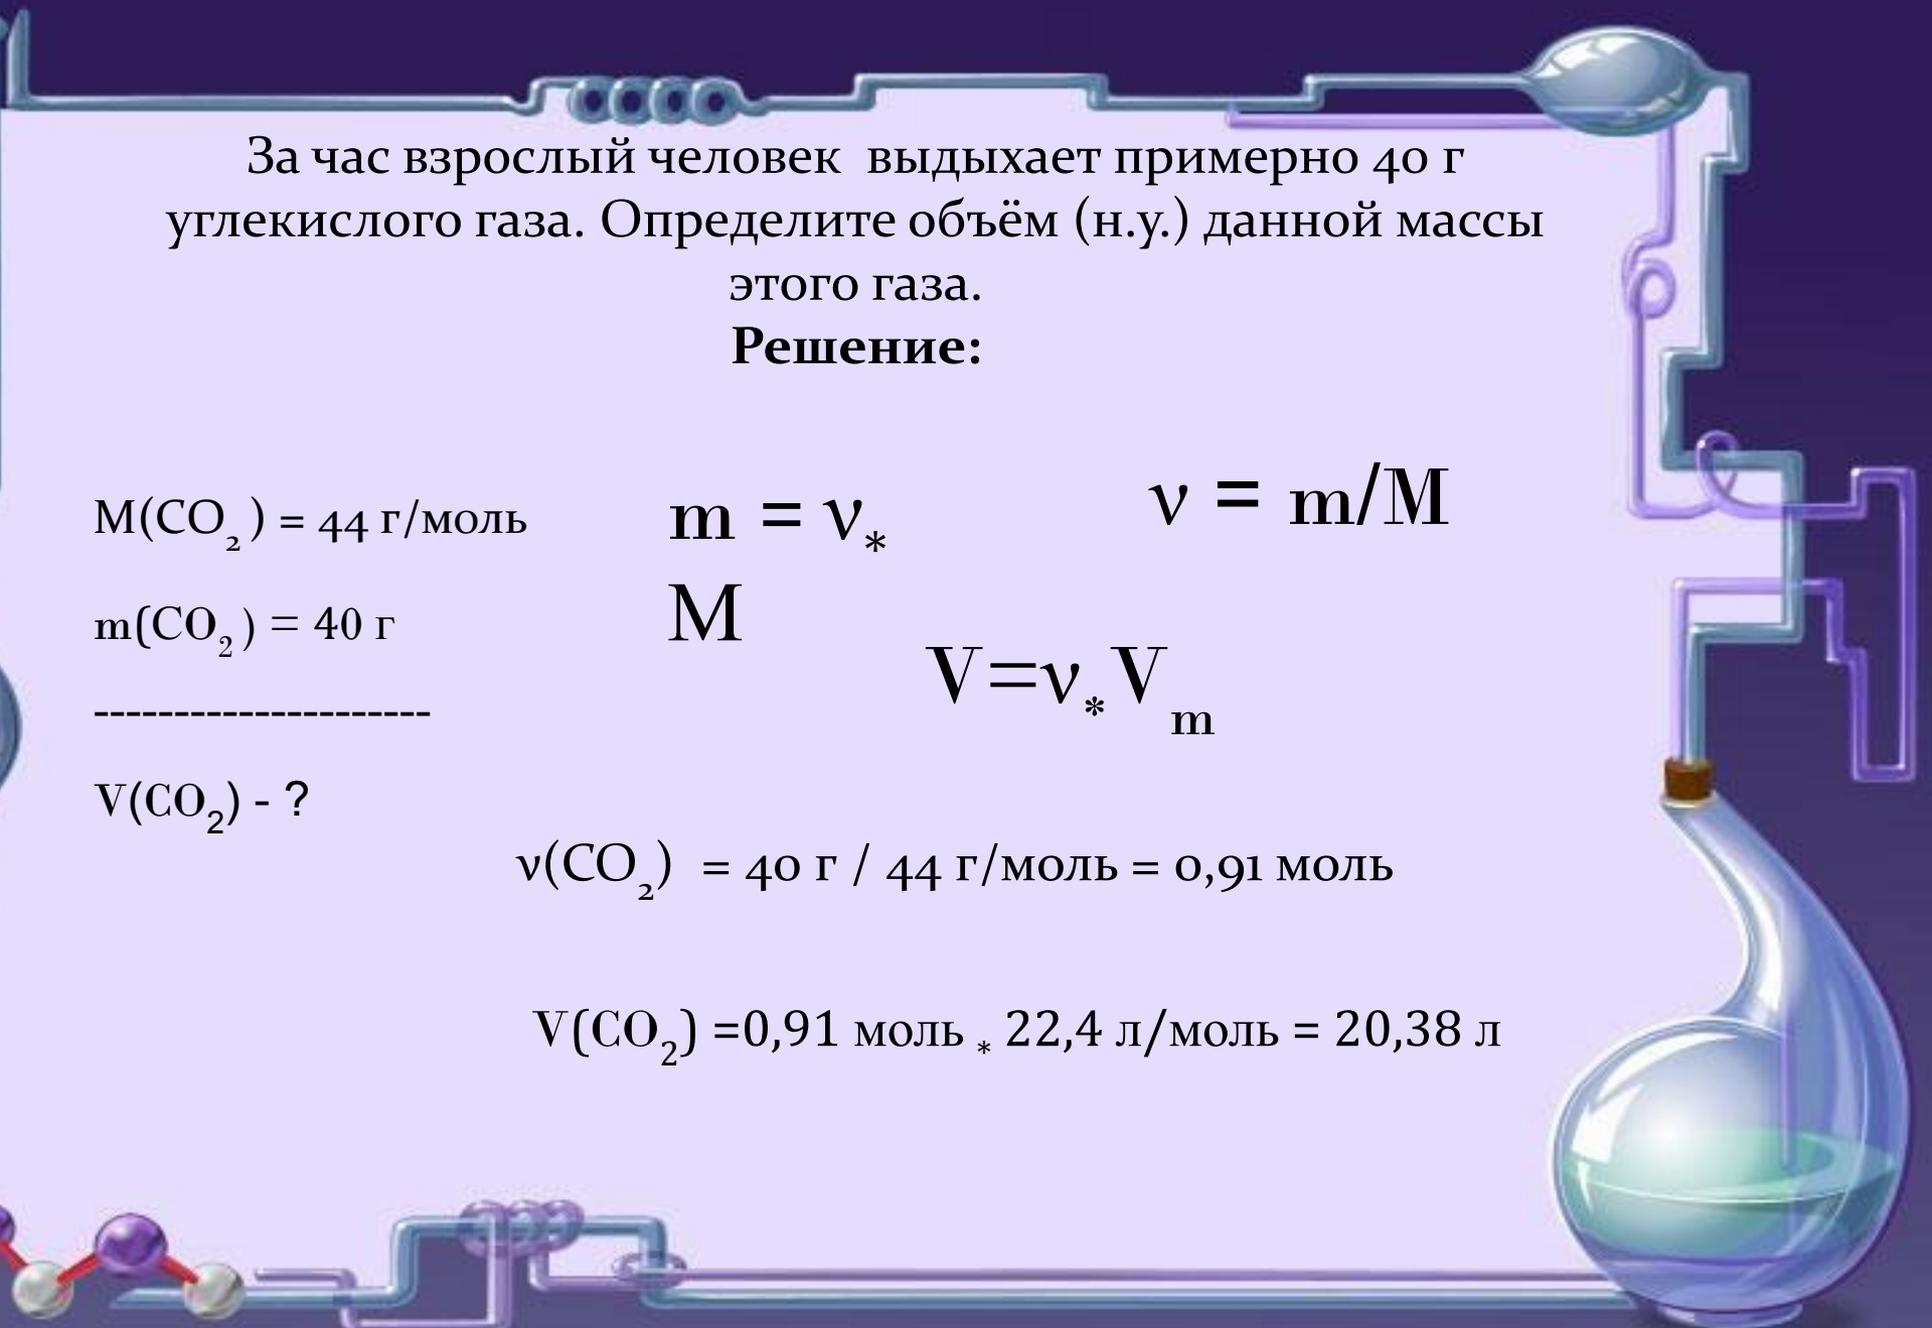 За час взрослый человек выдыхает примерно 40 г
углекислого газа. Определите объём (н.у.) данной массы
этого газа.
Решение:
M(CO₂) = 44 г/моль
m(CO₂) = 40 г
---------------------
V(CO₂) - ?
m = ν*
M
ν = m/M
V=ν*Vm
ν(CO₂) = 40 г / 44 г/моль = 0,91 моль
V(CO₂) =0,91 моль * 22,4 л/моль = 20,38 л